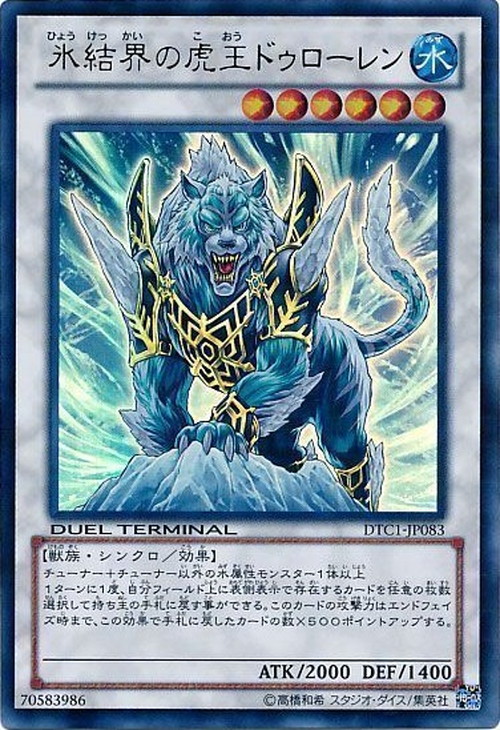 氷結界の虎王ドゥローレン
ひょう けっ かい こ おう
水
みず
DUEL TERMINAL
DTC1-JP083
【獣族・シンクロ/効果】
チューナー+チューナー以外の水属性モンスター1体以上
1ターンに1度、自分フィールド上に表側表示で存在するカードを任意の枚数
選択して持ち主の手札に戻す事ができる。このカードの攻撃力はエンドフェ
イズ時まで、この効果で手札に戻したカードの数×500ポイントアップする。
ATK/2000 DEF/1400
70583986
©高橋和希 スタジオ・ダイス/集英社